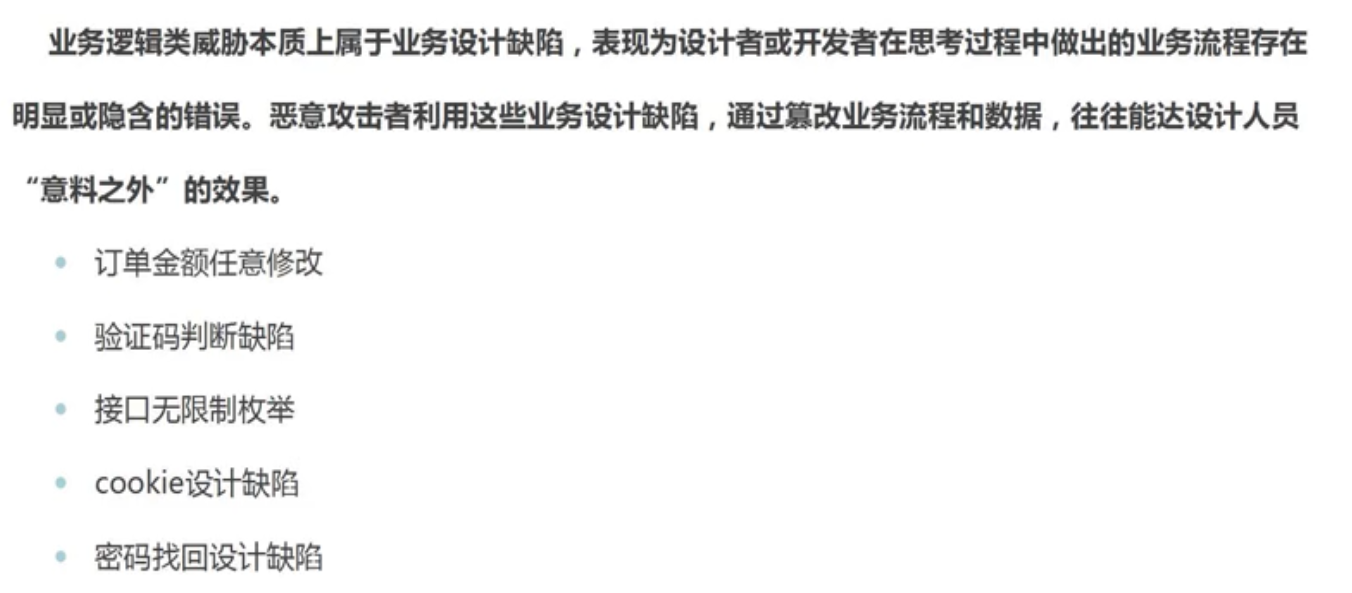 业务逻辑类威胁本质上属于业务设计缺陷，表现为设计者或开发者在思考过程中做出的业务流程存在
明显或隐含的错误。恶意攻击者利用这些业务设计缺陷，通过篡改业务流程和数据，往往能达设计人员
“意料之外”的效果。
• 订单金额任意修改
• 验证码判断缺陷
• 接口无限制枚举
• cookie设计缺陷
• 密码找回设计缺陷